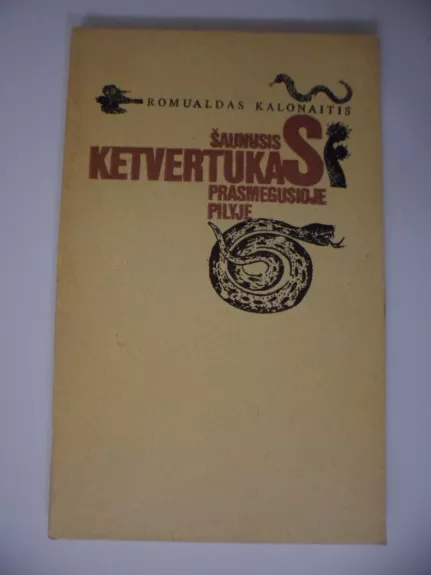 ROMUALDAS KALONAITIS
ŠAUNUSIS
KETVERTUKAS
PRASMEGUSIOJE
PILYJE